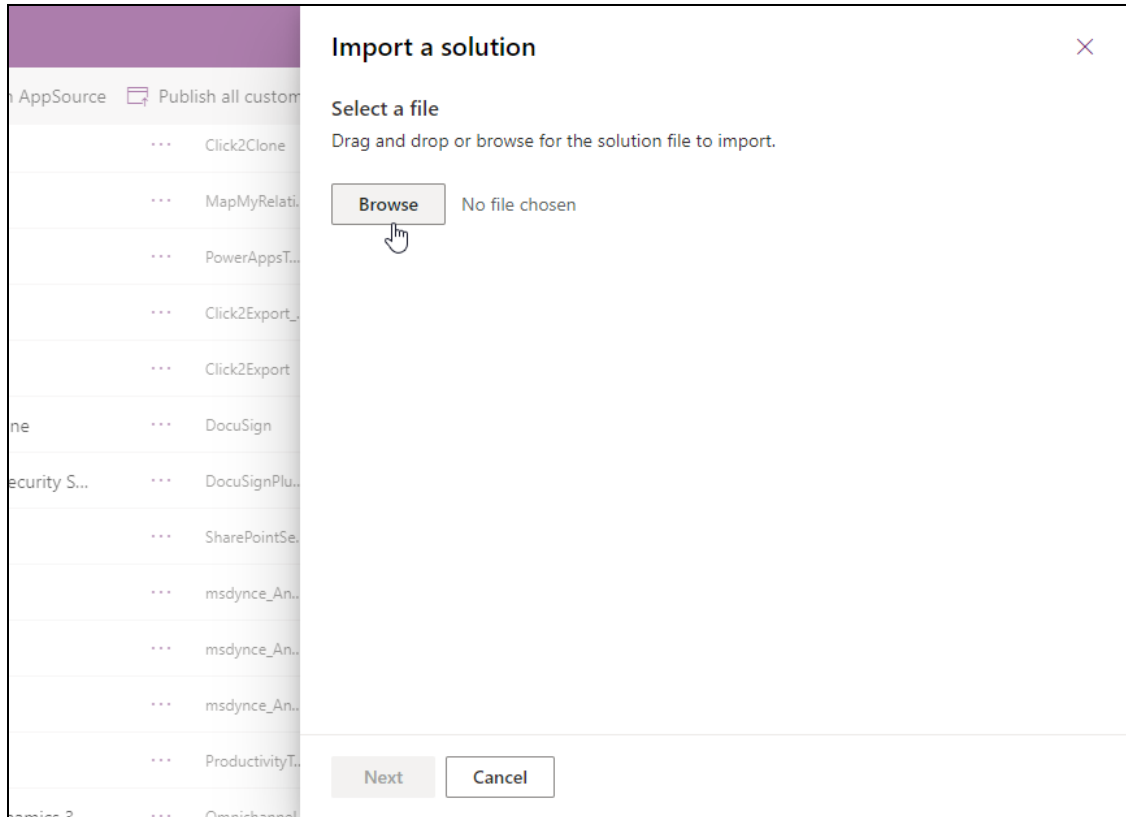 Import a solution
AppSource Publish all custom
Select a file
Drag and drop or browse for the solution file to import.
Click2Clone
MapMyRelati.
Browse No file chosen
PowerAppsT...
Click2Export_.
Click2Export
ne ... DocuSign
ecurity S... ... DocuSignPlu..
SharePointSe.
msdynce_An..
msdynce_An..
msdynce_An..
ProductivityT..
Next Cancel
Omnichannel